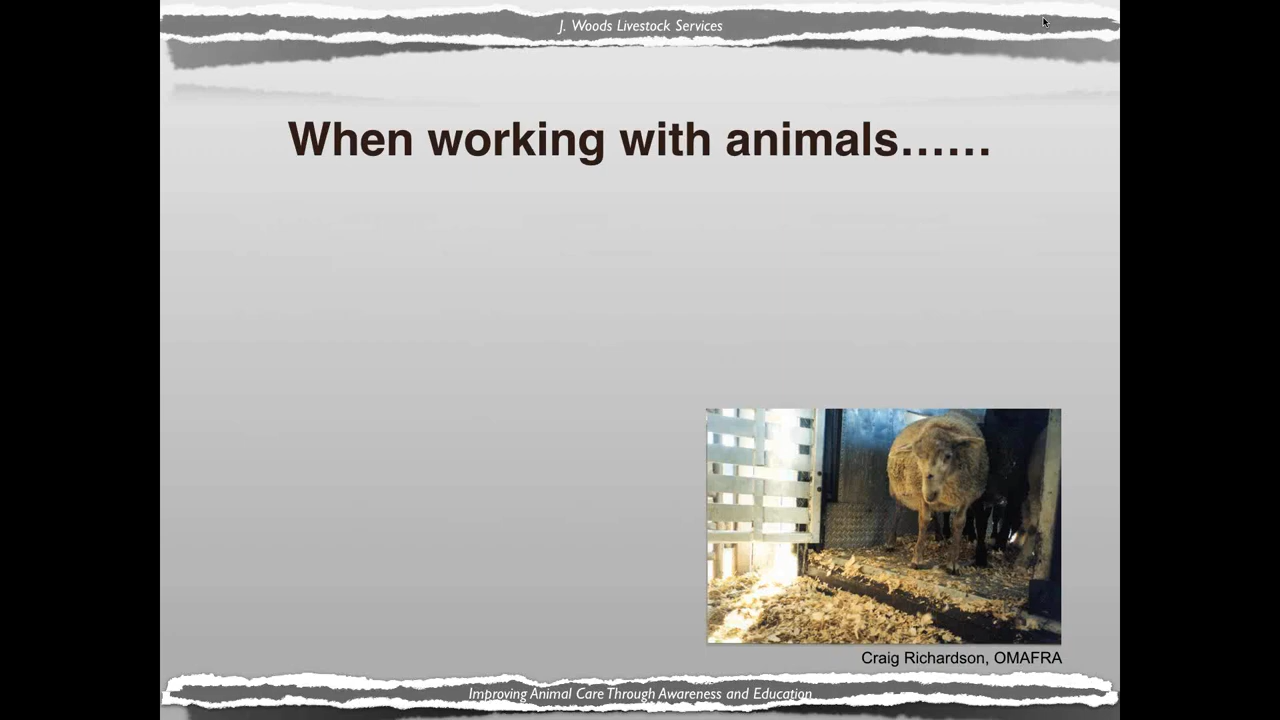 J. Woods Livestock Services
When working with animals......
Craig Richardson, OMAFRA
Improving Animal Care Through Awareness and Education